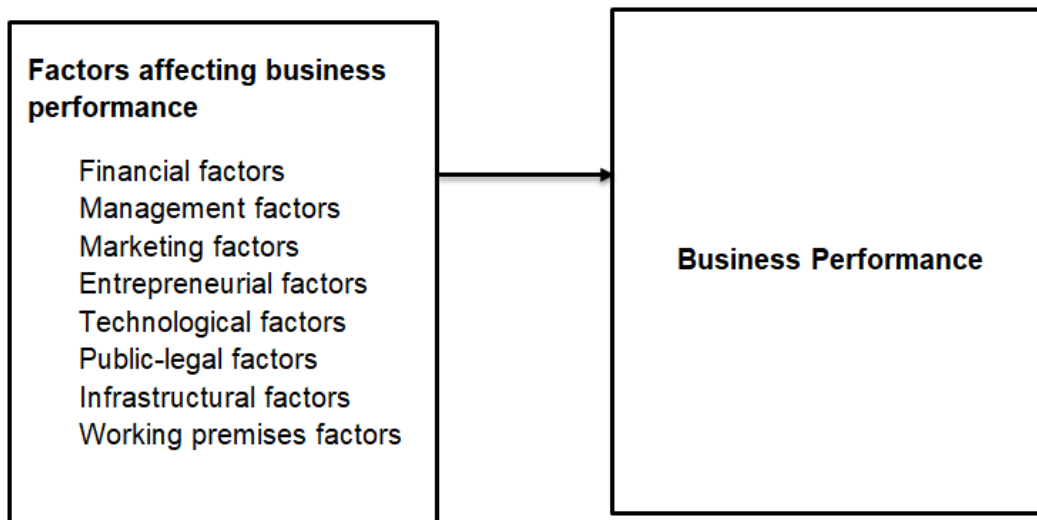 Factors affecting business
performance
Financial factors
Management factors
Marketing factors
Entrepreneurial factors
Technological factors
Public-legal factors
Infrastructural factors
Working premises factors
Business Performance